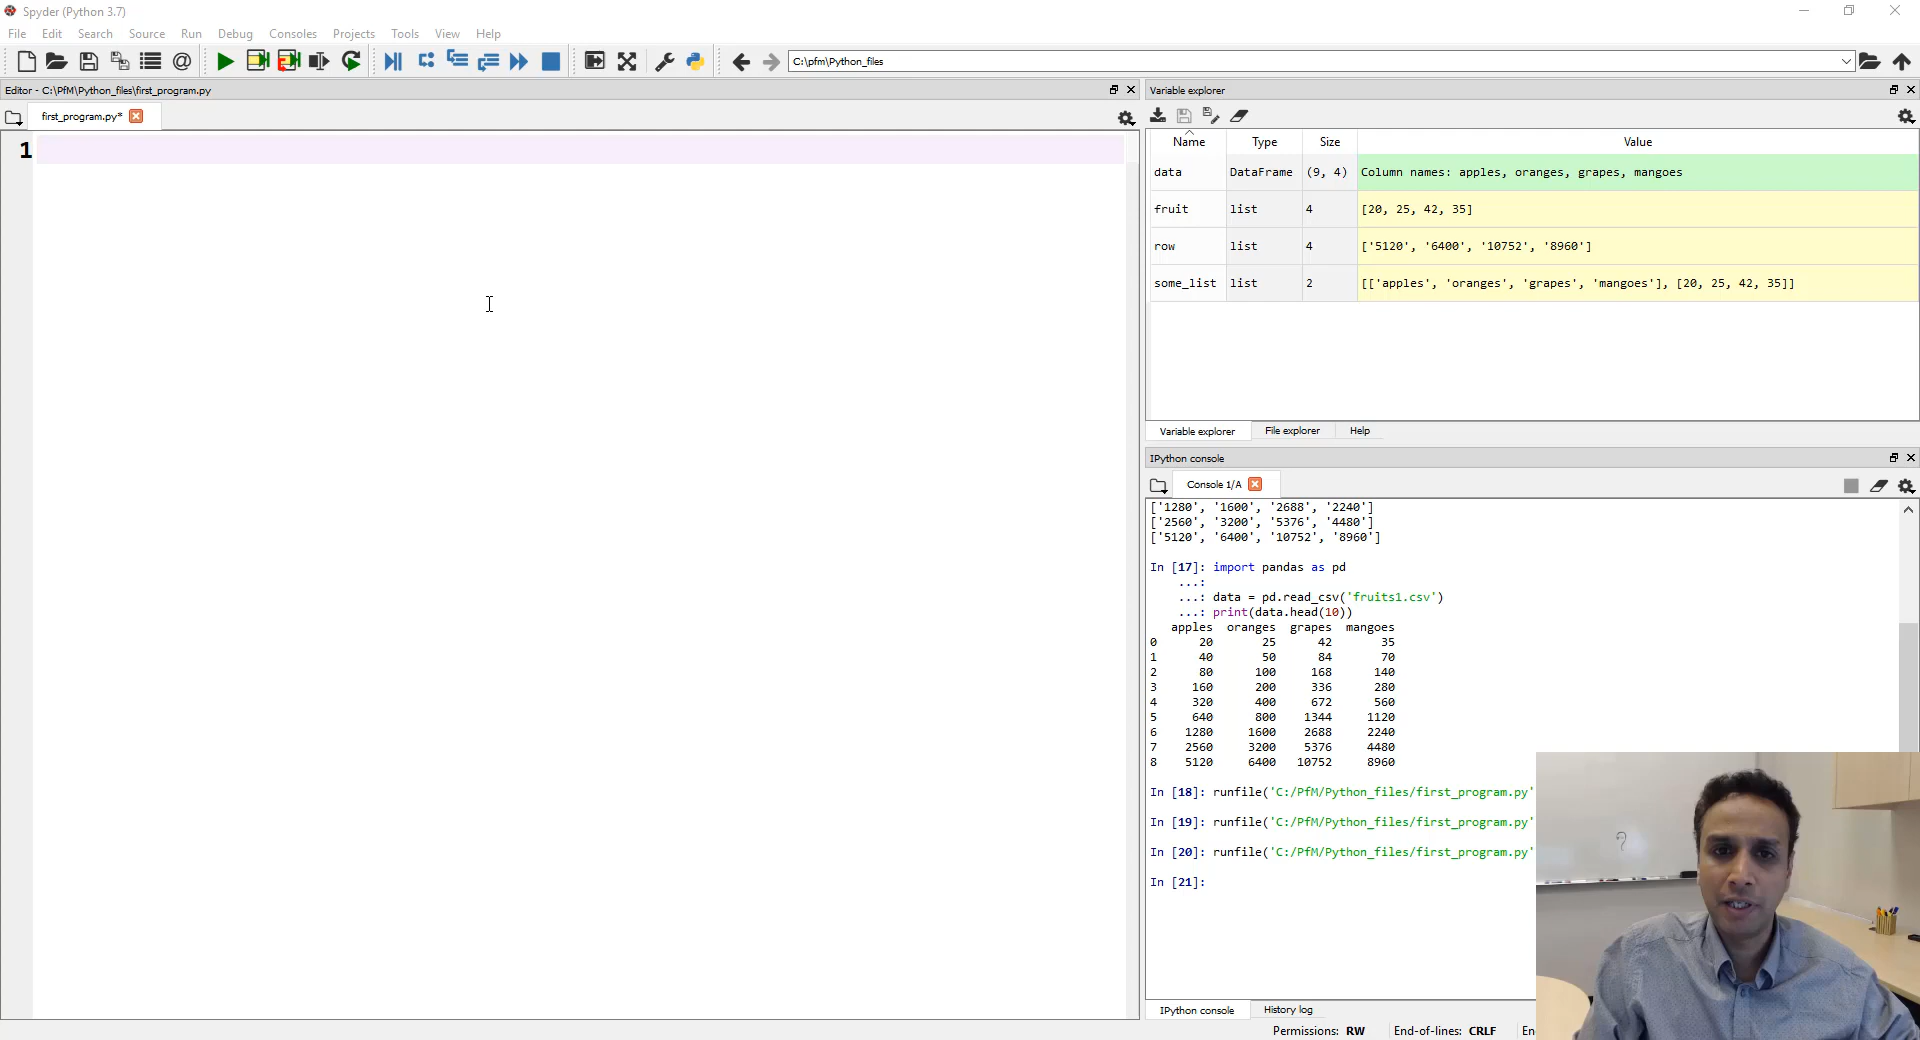 Spyder (Python 3.7)
File Edit Search Source Run Debug Consoles Projects Tools View Help
C:\pfm\Python_files
Editor - C:\PfM\Python_files\first_program.py
first_program.py*
1
Variable explorer
Name Type Size Value
data DataFrame (9, 4) Column names: apples, oranges, grapes, mangoes
fruit list 4 [20, 25, 42, 35]
row list 4 ['5120', '6400', '10752', '8960']
some_list list 2 [['apples', 'oranges', 'grapes', 'mangoes'], [20, 25, 42, 35]]
Variable explorer File explorer Help
IPython console
Console 1/A
['1280', '1600', '2688', '2240']
['2560', '3200', '5376', '4480']
['5120', '6400', '10752', '8960']
In [17]: import pandas as pd
...:
...: data = pd.read_csv('fruits1.csv')
...: print(data.head(10))
apples oranges grapes mangoes
0 20 25 42 35
1 40 50 84 70
2 80 100 168 140
3 160 200 336 280
4 320 400 672 560
5 640 800 1344 1120
6 1280 1600 2688 2240
7 2560 3200 5376 4480
8 5120 6400 10752 8960
In [18]: runfile('C:/PfM/Python_files/first_program.py'
In [19]: runfile('C:/PfM/Python_files/first_program.py'
In [20]: runfile('C:/PfM/Python_files/first_program.py'
In [21]:
IPython console History log
Permissions: RW End-of-lines: CRLF En